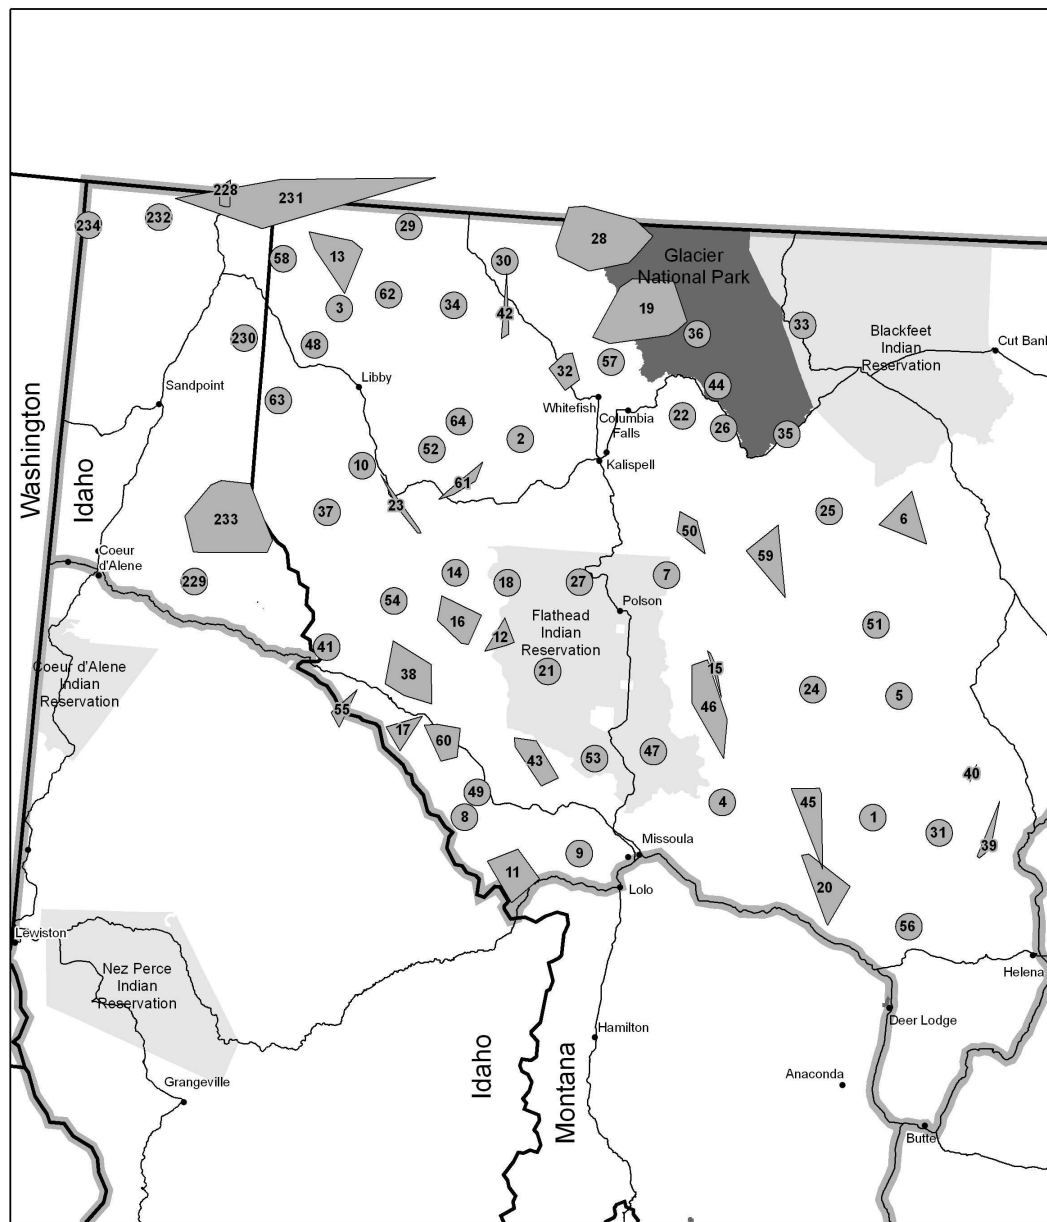 228
231
232
234
29
28
13
58
30
Glacier
National Park
62
3
34
42
19
33
36
230
48
57
Blackfeet
Indian
Reservation
Cut Bank
32
44
Libby
Sandpoint
63
Whitefish
Columbia
Falls
22
26
35
64
2
52
Washington
Idaho
10
Kalispell
61
23
37
233
25
6
50
59
Coeur
d'Alene
229
14
18
27
7
54
Polson
16
Flathead
Indian
Reservation
12
51
41
Coeur d'Alene
Indian
Reservation
38
21
15
24
5
46
55
17
60
43
53
47
40
49
8
4
45
1
31
39
Missoula
9
11
20
Lolo
56
Lewiston
Helena
Nez Perce
Indian
Reservation
Deer Lodge
Hamilton
Idaho
Montana
Anaconda
Grangeville
Butte